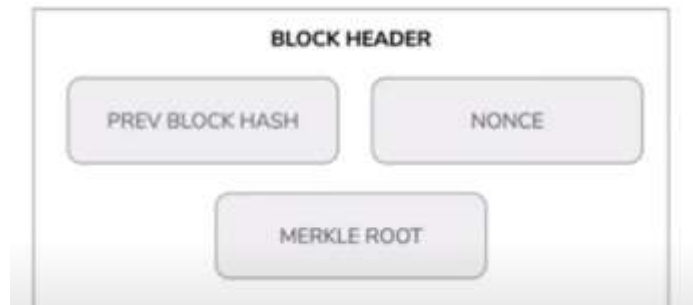 BLOCK HEADER
PREV BLOCK HASH
NONCE
MERKLE ROOT